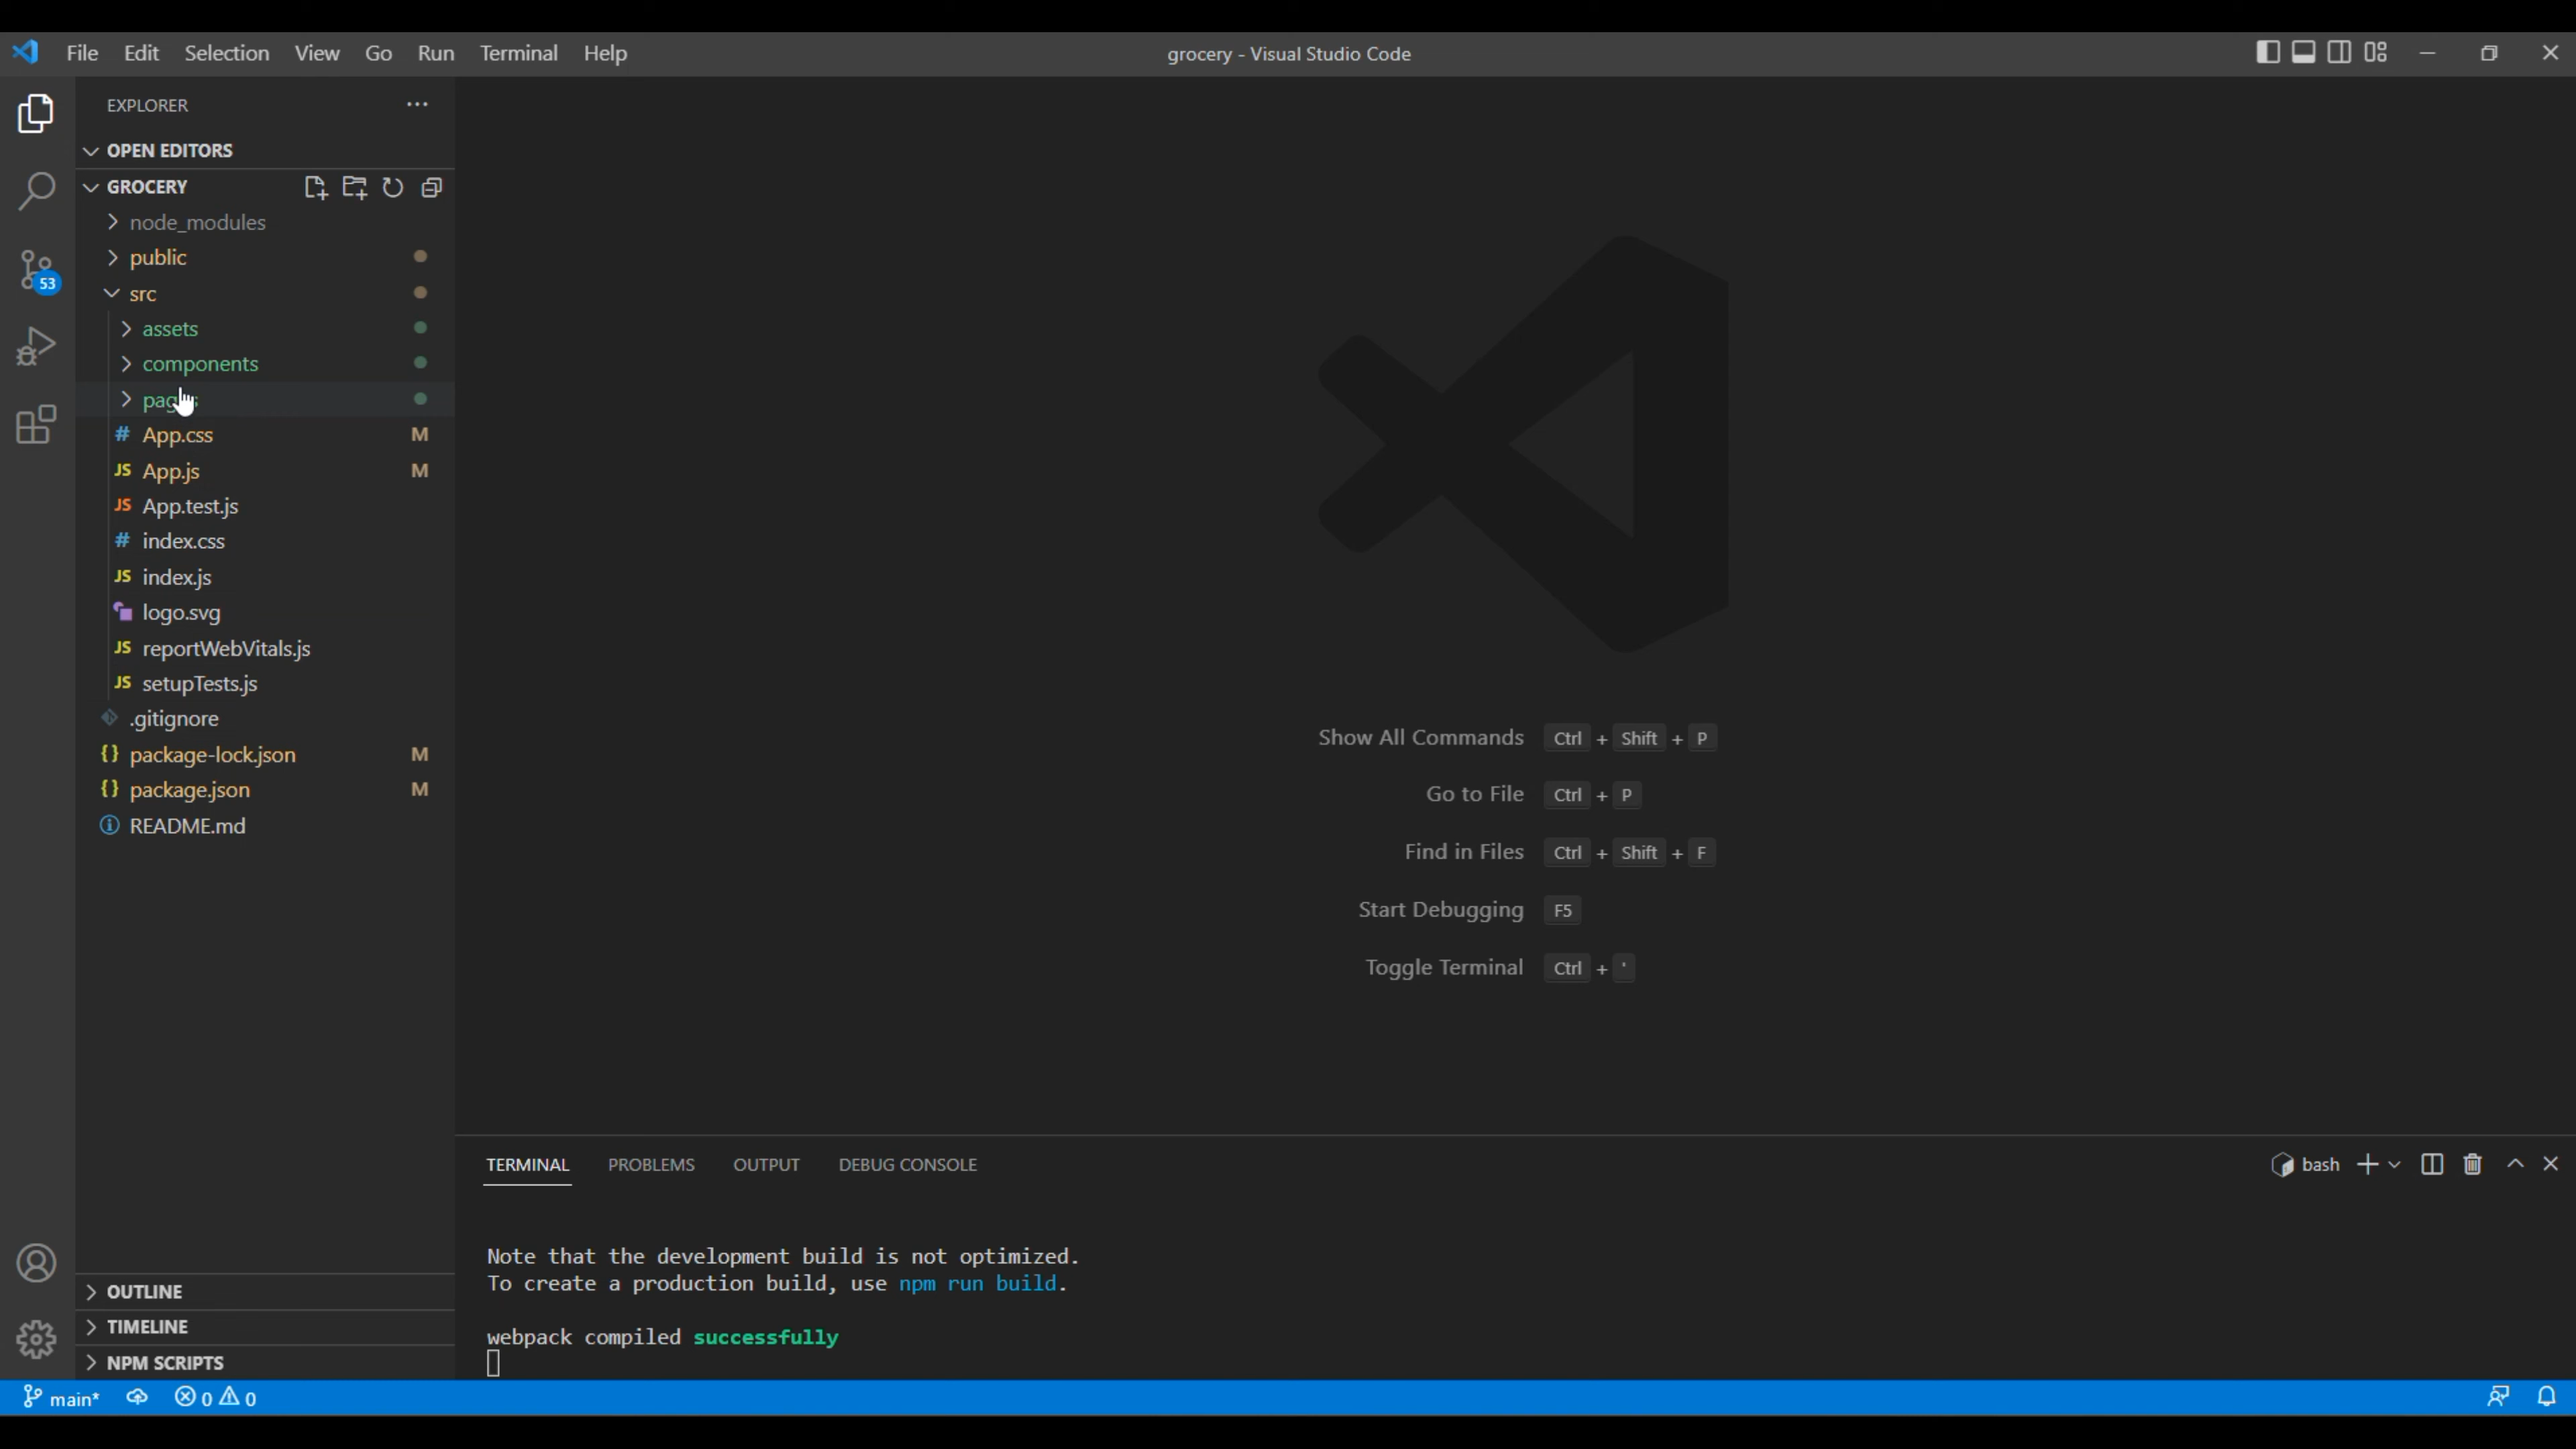 File Edit Selection View Go Run Terminal Help
grocery - Visual Studio Code
EXPLORER
OPEN EDITORS
GROCERY
node_modules
public
53
src
assets
components
App.css M
App.js M
App.test.js
index.css
index.js
logo.svg
reportWebVitals.js
setupTests.js
.gitignore
package-lock.json M
package.json M
README.md
OUTLINE
TIMELINE
NPM SCRIPTS
Show All Commands Ctrl + Shift + P
Go to File Ctrl + P
Find in Files Ctrl + Shift + F
Start Debugging F5
Toggle Terminal Ctrl + '
TERMINAL PROBLEMS OUTPUT DEBUG CONSOLE
bash
Note that the development build is not optimized.
To create a production build, use npm run build.
webpack compiled successfully
main* 0 0